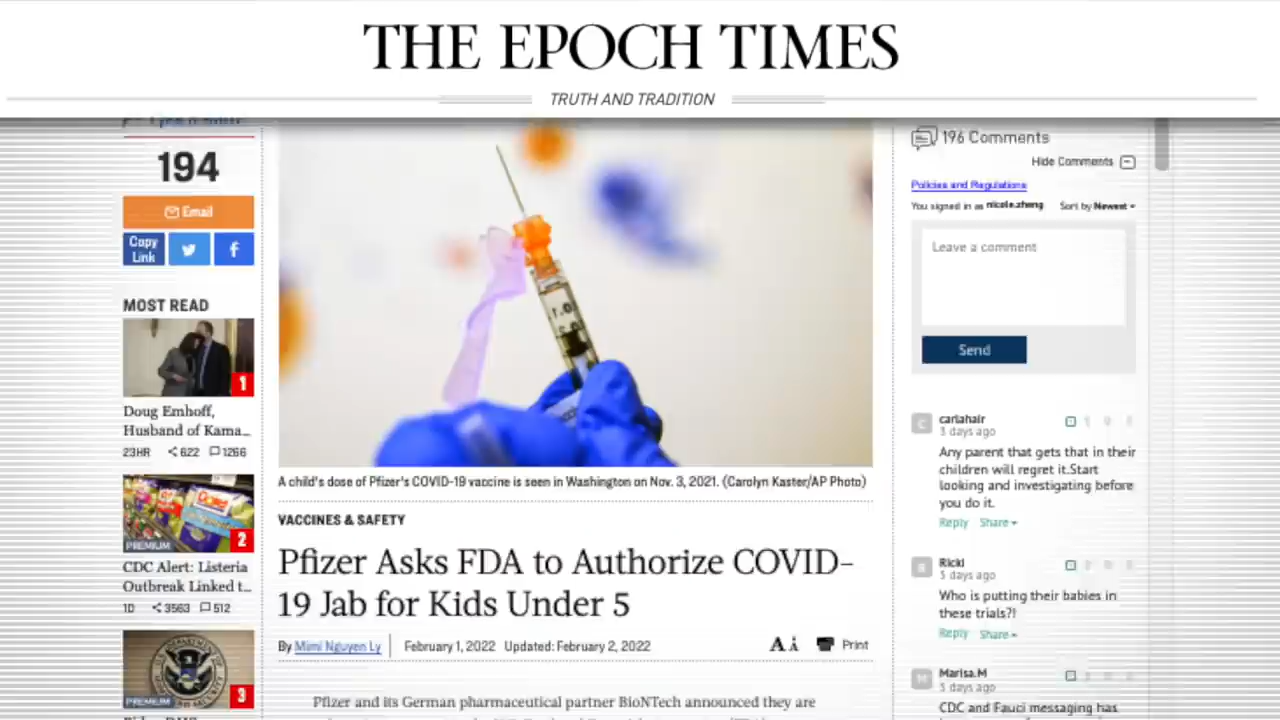 THE EPOCH TIMES
TRUTH AND TRADITION
194
Email
Copy
Link
MOST READ
1
Doug Emhoff,
Husband of Kama...
23HR 622 1266
PREMIUM 2
CDC Alert: Listeria
Outbreak Linked t...
1D 3563 512
PREMIUM 3
A child's dose of Pfizer's COVID-19 vaccine is seen in Washington on Nov. 3, 2021. (Carolyn Kaster/AP Photo)
VACCINES & SAFETY
Pfizer Asks FDA to Authorize COVID-
19 Jab for Kids Under 5
By Mimi Nguyen Ly February 1, 2022 Updated: February 2, 2022
A Print
Pfizer and its German pharmaceutical partner BioNTech announced they are
196 Comments
Hide Comments
Policies and Regulations
You signed in as nicole.zheng Sort by Newest
Leave a comment
Send
C carlahair
3 days ago
Any parent that gets that in their
children will regret it.Start
looking and investigating before
you do it.
Reply Share
R Ricki
3 days ago
Who is putting their babies in
these trials?!
Reply Share
M Marisa.M
3 days ago
CDC and Fauci messaging has